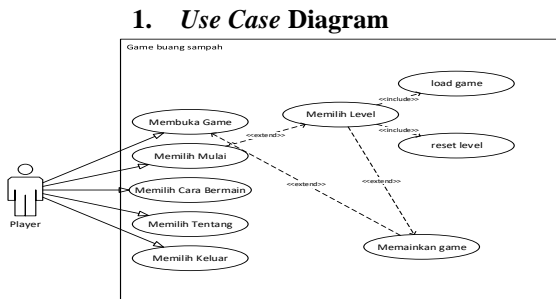 1. Use Case Diagram
Game buang sampah
load game
<<include>>
Membuka Game
Memilih Level
<<include>>
<<extend>>
Memilih Mulai
reset level
Memilih Cara Bermain
<<extend>>
<<extend>>
Player
Memilih Tentang
Memainkan game
Memilih Keluar